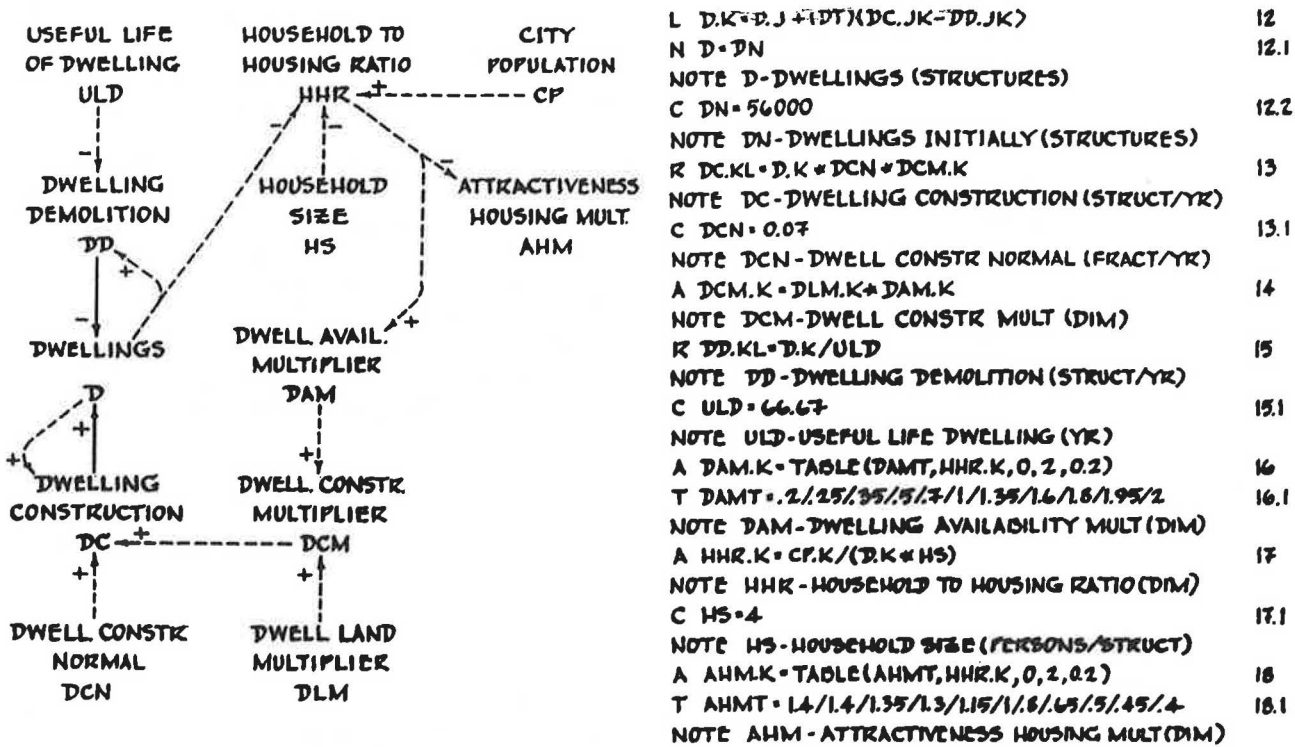 USEFUL LIFE
OF DWELLING
ULD
HOUSEHOLD TO
HOUSING RATIO
HHR
CITY
POPULATION
CP
+
-
-
-
-
DWELLING
DEMOLITION
DD
HOUSEHOLD
SIZE
HS
ATTRACTIVENESS
HOUSING MULT.
AHM
+
-
+
DWELLINGS
D
DWELL AVAIL.
MULTIPLIER
DAM
+
+
+
DWELLING
CONSTRUCTION
DC
DWELL. CONSTR.
MULTIPLIER
DCM
+
+
+
DWELL CONSTR
NORMAL
DCN
DWELL LAND
MULTIPLIER
DLM
L D.K=D.J+(DT)(DC.JK-DD.JK) 12
N D=DN 12.1
NOTE D-DWELLINGS (STRUCTURES)
C DN=56000 12.2
NOTE DN-DWELLINGS INITIALLY (STRUCTURES)
R DC.KL=D.K*DCN*DCM.K 13
NOTE DC-DWELLING CONSTRUCTION (STRUCT/YR)
C DCN=0.07 13.1
NOTE DCN-DWELL CONSTR NORMAL (FRACT/YR)
A DCM.K=DLM.K*DAM.K 14
NOTE DCM-DWELL CONSTR MULT (DIM)
R DD.KL=D.K/ULD 15
NOTE DD-DWELLING DEMOLITION (STRUCT/YR)
C ULD=66.67 15.1
NOTE ULD-USEFUL LIFE DWELLING (YR)
A DAM.K=TABLE(DAMT,HHR.K,0,2,0.2) 16
T DAMT=.2/.25/.35/.5/.7/1/1.35/1.6/1.8/1.95/2 16.1
NOTE DAM-DWELLING AVAILABILITY MULT (DIM)
A HHR.K=CP.K/(D.K*HS) 17
NOTE HHR-HOUSEHOLD TO HOUSING RATIO (DIM)
C HS=4 17.1
NOTE HS-HOUSEHOLD SIZE (PERSONS/STRUCT)
A AHM.K=TABLE(AHMT,HHR.K,0,2,0.2) 18
T AHMT=1.4/1.4/1.35/1.3/1.15/1/.8/.65/.5/.45/.4 18.1
NOTE AHM-ATTRACTIVENESS HOUSING MULT (DIM)